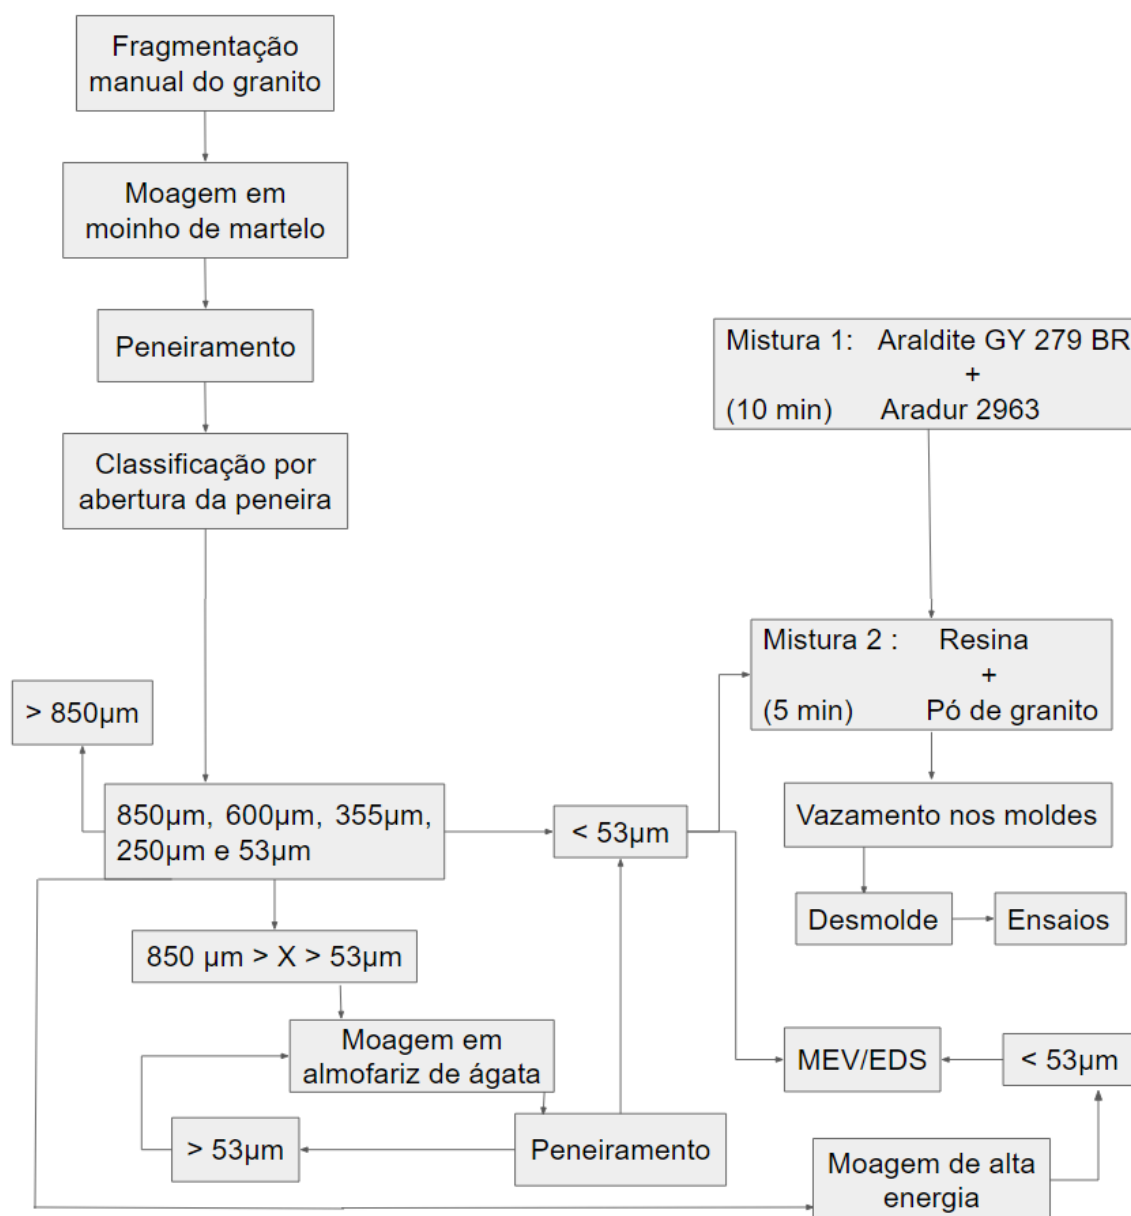 Fragmentação
manual do granito
Moagem em
moinho de martelo
Peneiramento
Classificação por
abertura da peneira
> 850μm
850μm, 600μm, 355μm,
250μm e 53μm
< 53μm
850 μm > X > 53μm
Moagem em
almofariz de ágata
> 53μm
Peneiramento
Mistura 1: Araldite GY 279 BR
+
(10 min) Aradur 2963
Mistura 2 : Resina
+
(5 min) Pó de granito
Vazamento nos moldes
Desmolde
Ensaios
MEV/EDS
< 53μm
Moagem de alta
energia